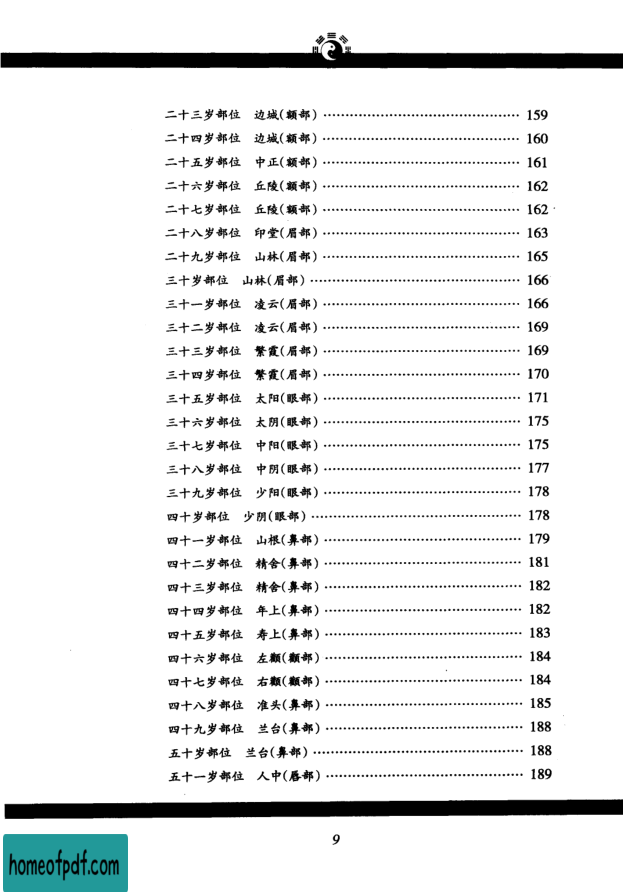 二十三岁部位 边城(额部) …………………………………… 159
二十四岁部位 边城(额部) …………………………………… 160
二十五岁部位 中正(额部) …………………………………… 161
二十六岁部位 丘陵(额部) …………………………………… 162
二十七岁部位 丘陵(额部) …………………………………… 162
二十八岁部位 印堂(眉部) …………………………………… 163
二十九岁部位 山林(眉部) …………………………………… 165
三十岁部位 山林(眉部) …………………………………… 166
三十一岁部位 凌云(眉部) …………………………………… 166
三十二岁部位 凌云(眉部) …………………………………… 169
三十三岁部位 繁霞(眉部) …………………………………… 169
三十四岁部位 繁霞(眉部) …………………………………… 170
三十五岁部位 太阳(眼部) …………………………………… 171
三十六岁部位 太阴(眼部) …………………………………… 175
三十七岁部位 中阳(眼部) …………………………………… 175
三十八岁部位 中阴(眼部) …………………………………… 177
三十九岁部位 少阳(眼部) …………………………………… 178
四十岁部位 少阴(眼部) …………………………………… 178
四十一岁部位 山根(鼻部) …………………………………… 179
四十二岁部位 精舍(鼻部) …………………………………… 181
四十三岁部位 精舍(鼻部) …………………………………… 182
四十四岁部位 年上(鼻部) …………………………………… 182
四十五岁部位 寿上(鼻部) …………………………………… 183
四十六岁部位 左颧(颧部) …………………………………… 184
四十七岁部位 右颧(颧部) …………………………………… 184
四十八岁部位 准头(鼻部) …………………………………… 185
四十九岁部位 兰台(鼻部) …………………………………… 188
五十岁部位 兰台(鼻部) …………………………………… 188
五十一岁部位 人中(唇部) …………………………………… 189
9
homeofpdf.com